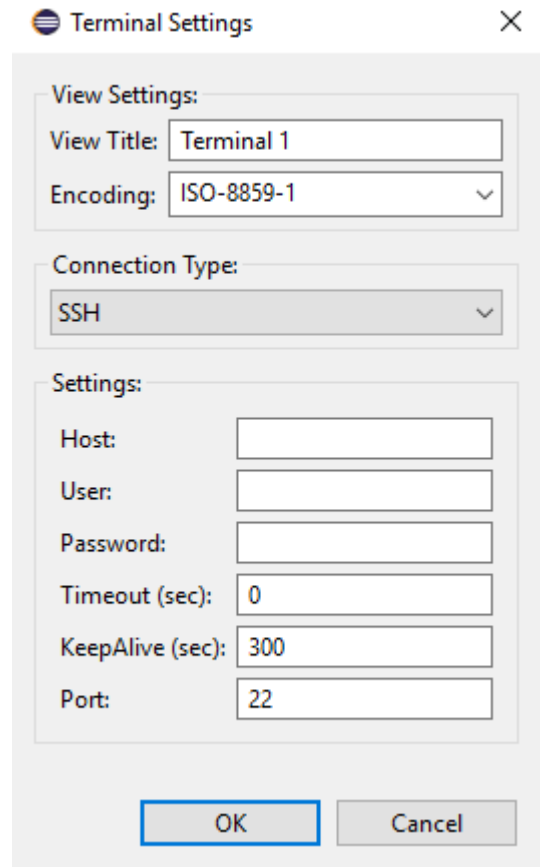 Terminal Settings
View Settings:
View Title: Terminal 1
Encoding: ISO-8859-1
Connection Type:
SSH
Settings:
Host:
User:
Password:
Timeout (sec): 0
KeepAlive (sec): 300
Port: 22
OK Cancel